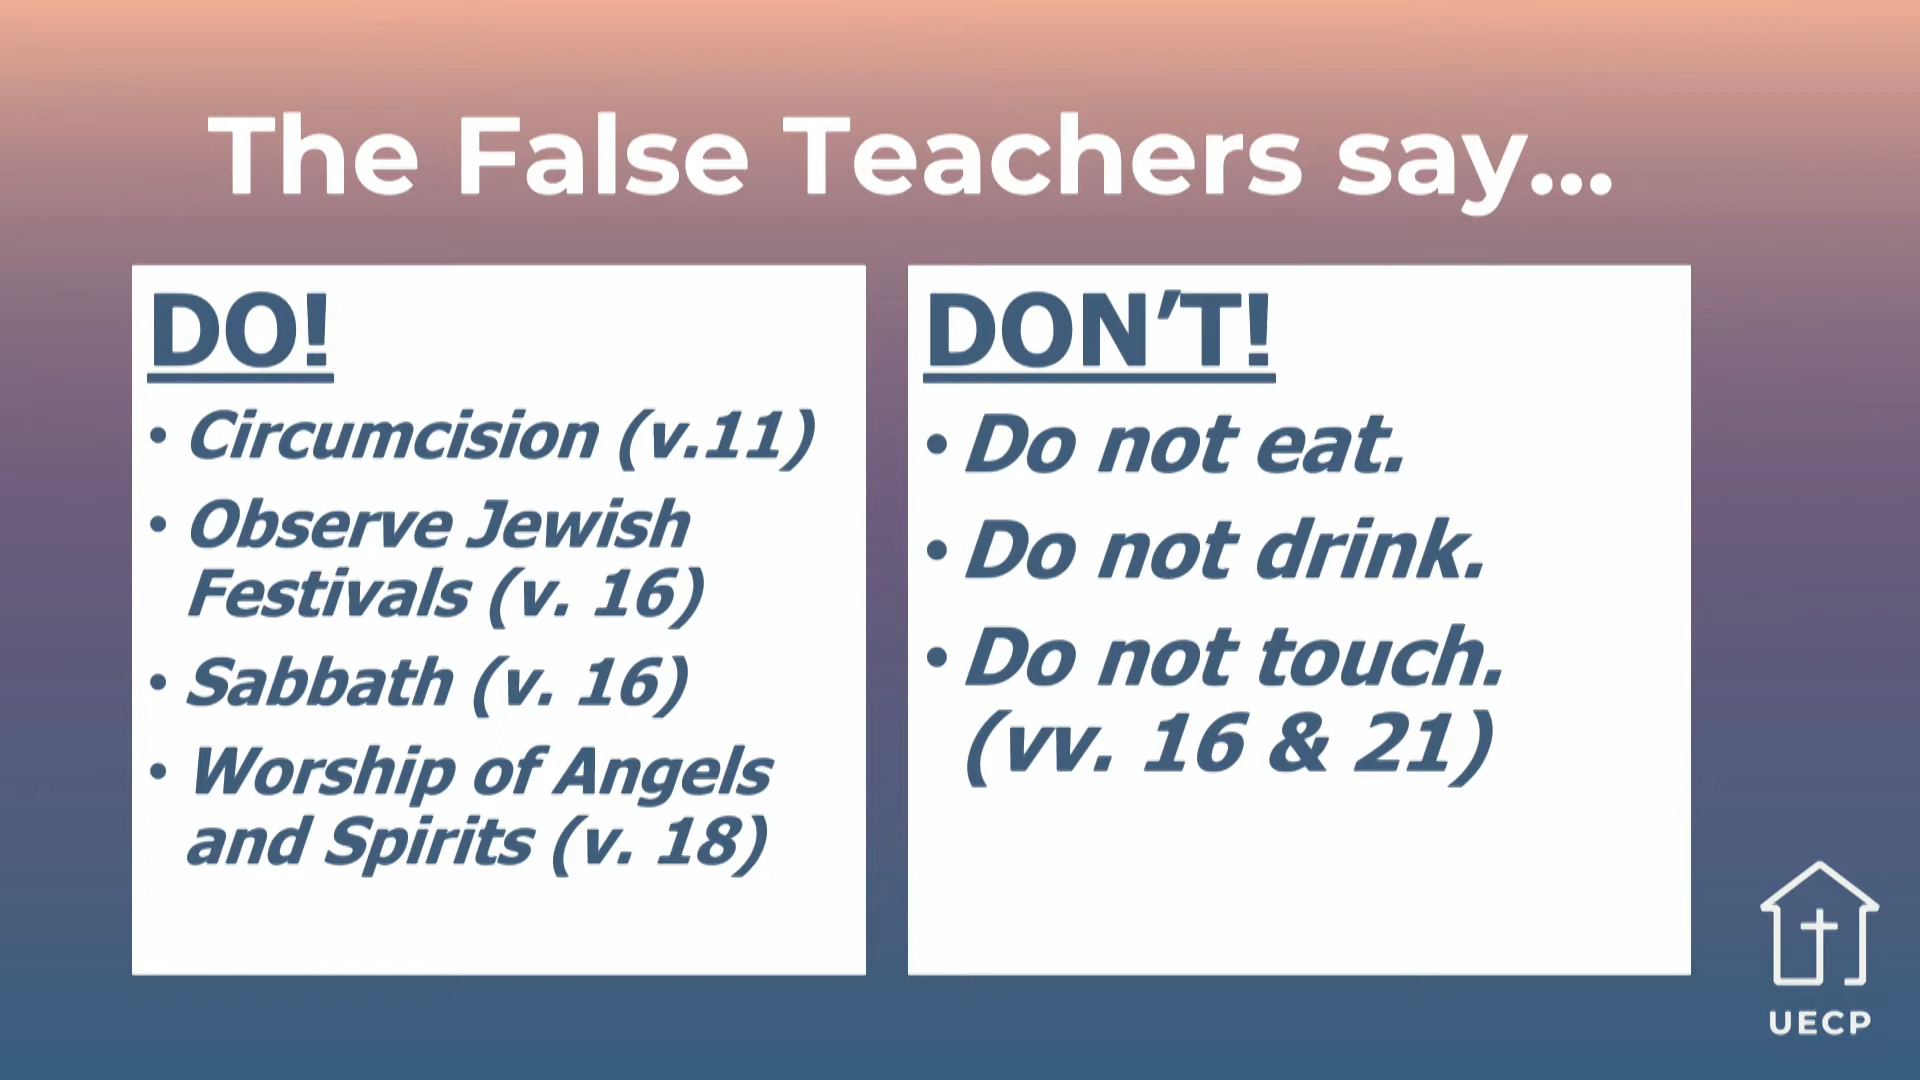 The False Teachers say...
DO!
• Circumcision (v.11)
• Observe Jewish
Festivals (v. 16)
• Sabbath (v. 16)
• Worship of Angels
and Spirits (v. 18)
DON’T!
• Do not eat.
• Do not drink.
• Do not touch.
(vv. 16 & 21)
UECP